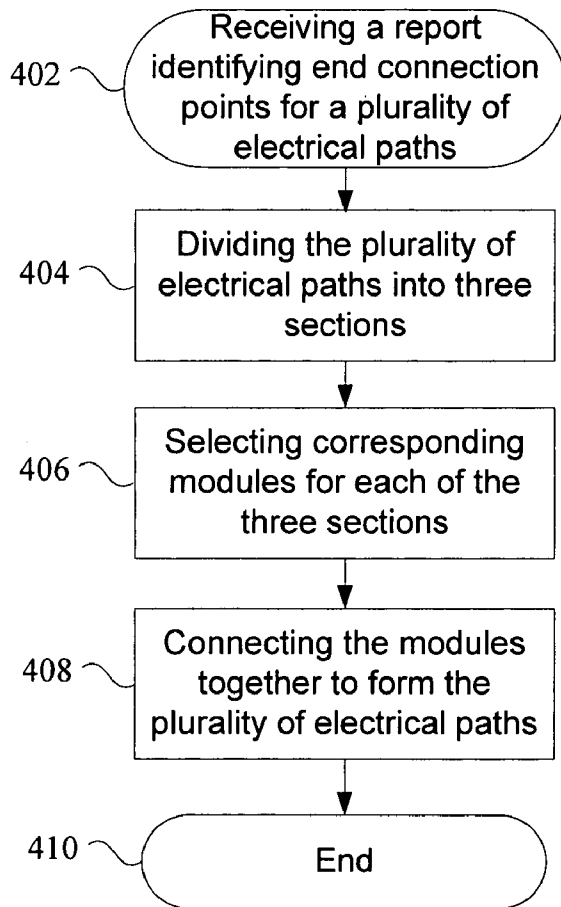 Receiving a report
402
identifying end connection
points for a plurality of
electrical paths
404
Dividing the plurality of
electrical paths into three
sections
406
Selecting corresponding
modules for each of the
three sections
408
Connecting the modules
together to form the
plurality of electrical paths
410
End